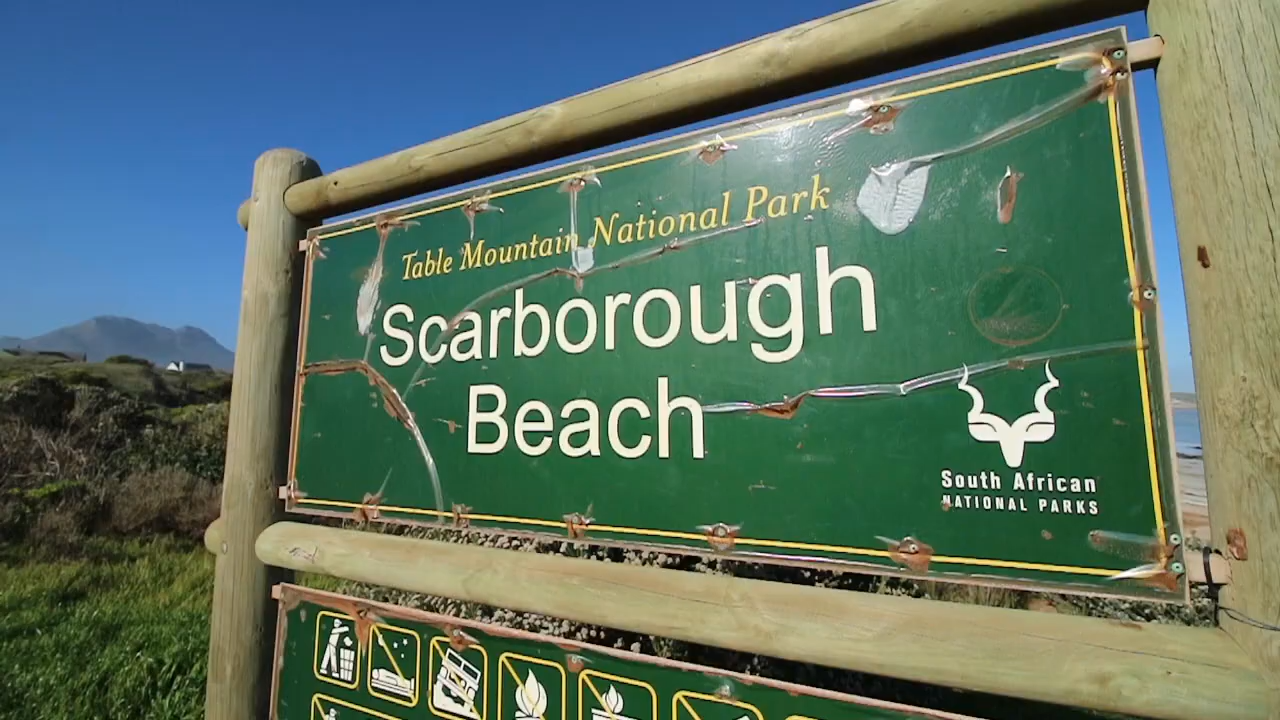 Table Mountain National Park
Scarborough
Beach
South African
NATIONAL PARKS